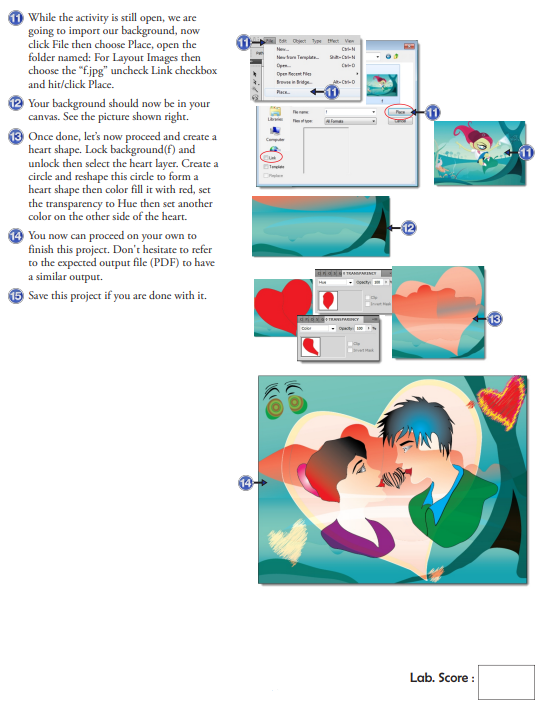 11 While the activity is still open, we are
going to import our background, now
click File then choose Place, open the
folder named: For Layout Images then
choose the “f.jpg” uncheck Link checkbox
and hit/click Place.
12 Your background should now be in your
canvas. See the picture shown right.
13 Once done, let's now proceed and create a
heart shape. Lock background(f) and
unlock then select the heart layer. Create a
circle and reshape this circle to form a
heart shape then color fill it with red, set
the transparency to Hue then set another
color on the other side of the heart.
14 You now can proceed on your own to
finish this project. Don't hesitate to refer
to the expected output file (PDF) to have
a similar output.
15 Save this project if you are done with it.
11
File Edit Object Type Effect View
New... Ctrl+N
New from Template... Shift+Ctrl+N
Open... Ctrl+O
Open Recent Files
Browse in Bridge... Alt+Ctrl+O
Place...
11
Libraries
Computer
File name: f
Files of type: All Formats
Place
Cancel
11
Link
Template
Replace
11
12
TRANSPARENCY
Hue Opacity: 100 %
Clip
Invert Mask
TRANSPARENCY
Color Opacity: 100 %
Clip
Invert Mask
13
14
Lab. Score :